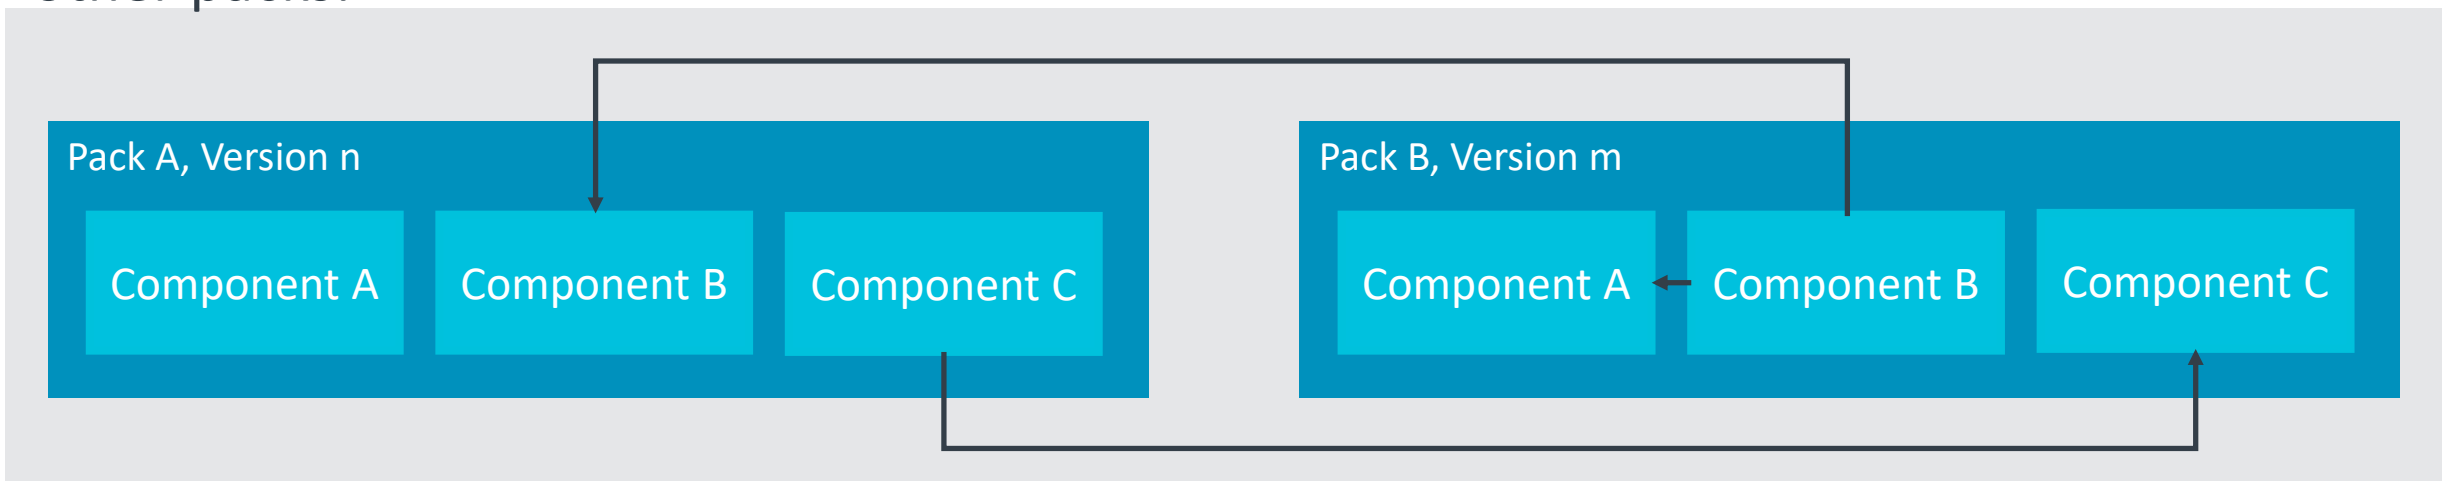 Pack A, Version n
Component A
Component B
Component C
Pack B, Version m
Component A
Component B
Component C